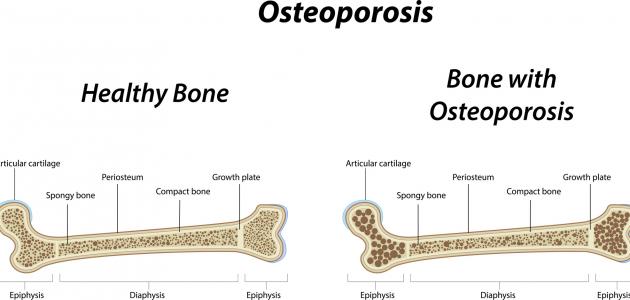 Osteoporosis
Healthy Bone
Bone with
Osteoporosis
rticular cartilage
Periosteum
Growth plate
Spongy bone
Compact bone
Epiphysis
Diaphysis
Epiphysis
Articular cartilage
Periosteum
Growth plate
Spongy bone
Compact bone
Epiphysis
Diaphysis
Epiphysis